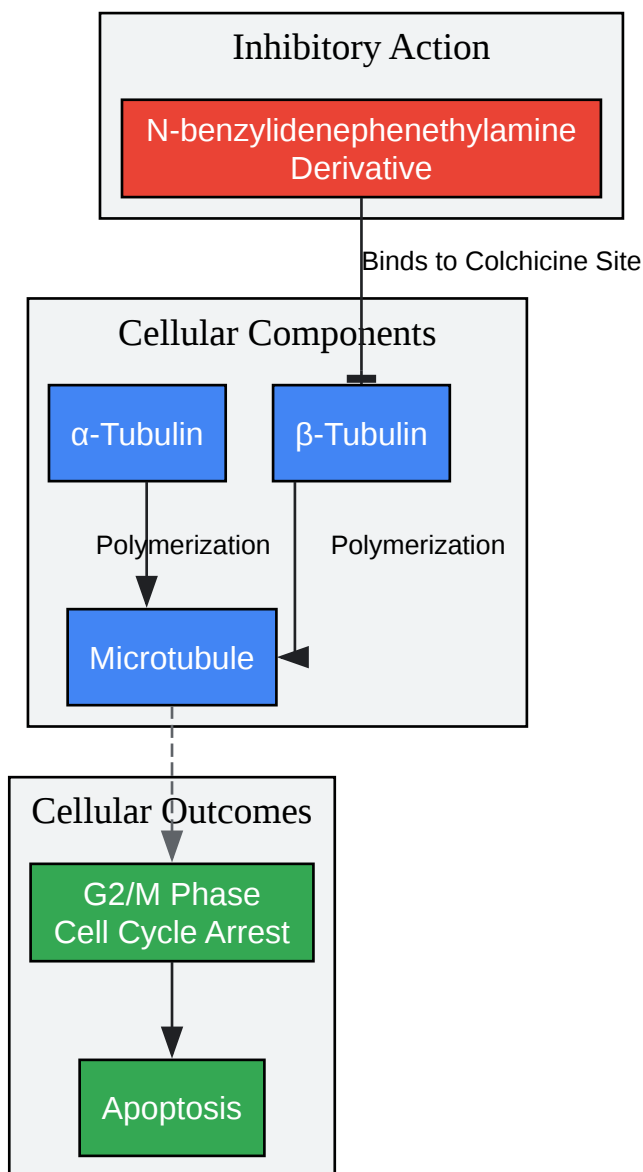 Inhibitory Action
N-benzylidenephenethylamine
Derivative
Binds to Colchicine Site
Cellular Components
α-Tubulin
β-Tubulin
Polymerization
Polymerization
Microtubule
Cellular Outcomes
G2/M Phase
Cell Cycle Arrest
Apoptosis